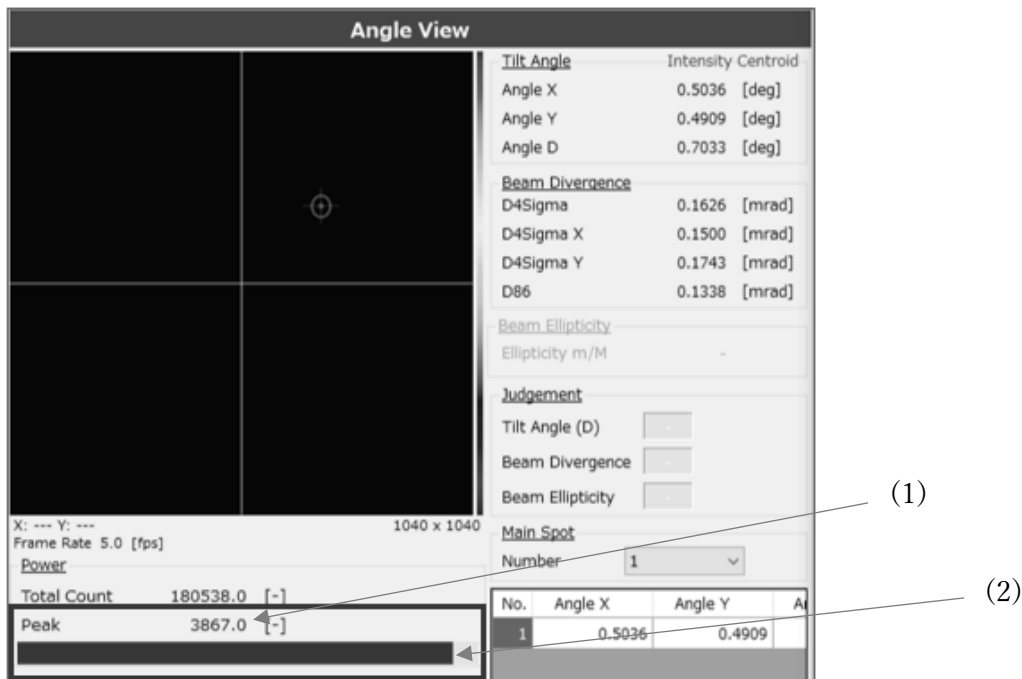 Angle View
Tilt Angle Intensity Centroid
Angle X 0.5036 [deg]
Angle Y 0.4909 [deg]
Angle D 0.7033 [deg]
Beam Divergence
D4Sigma 0.1626 [mrad]
D4Sigma X 0.1500 [mrad]
D4Sigma Y 0.1743 [mrad]
D86 0.1338 [mrad]
Beam Ellipticity
Ellipticity m/M -
Judgement
Tilt Angle (D) -
Beam Divergence -
Beam Ellipticity -
X: --- Y: --- 1040 x 1040
Frame Rate 5.0 [fps]
Main Spot
Number 1
Power
Total Count 180538.0 [-]
Peak 3867.0 [-]
No. Angle X Angle Y
1 0.5036 0.4909
(1)
(2)